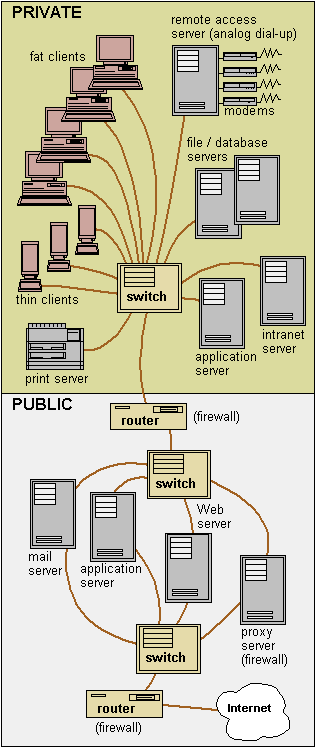 PRIVATE
remote access
server (analog dial-up)
fat clients
modems
file / database
servers
thin clients
switch
print server
application
server
intranet
server
PUBLIC
router
(firewall)
(firewall)
switch
Web
server
mail
server
application
server
proxy
server
(firewall)
switch
router
(firewall)
Internet